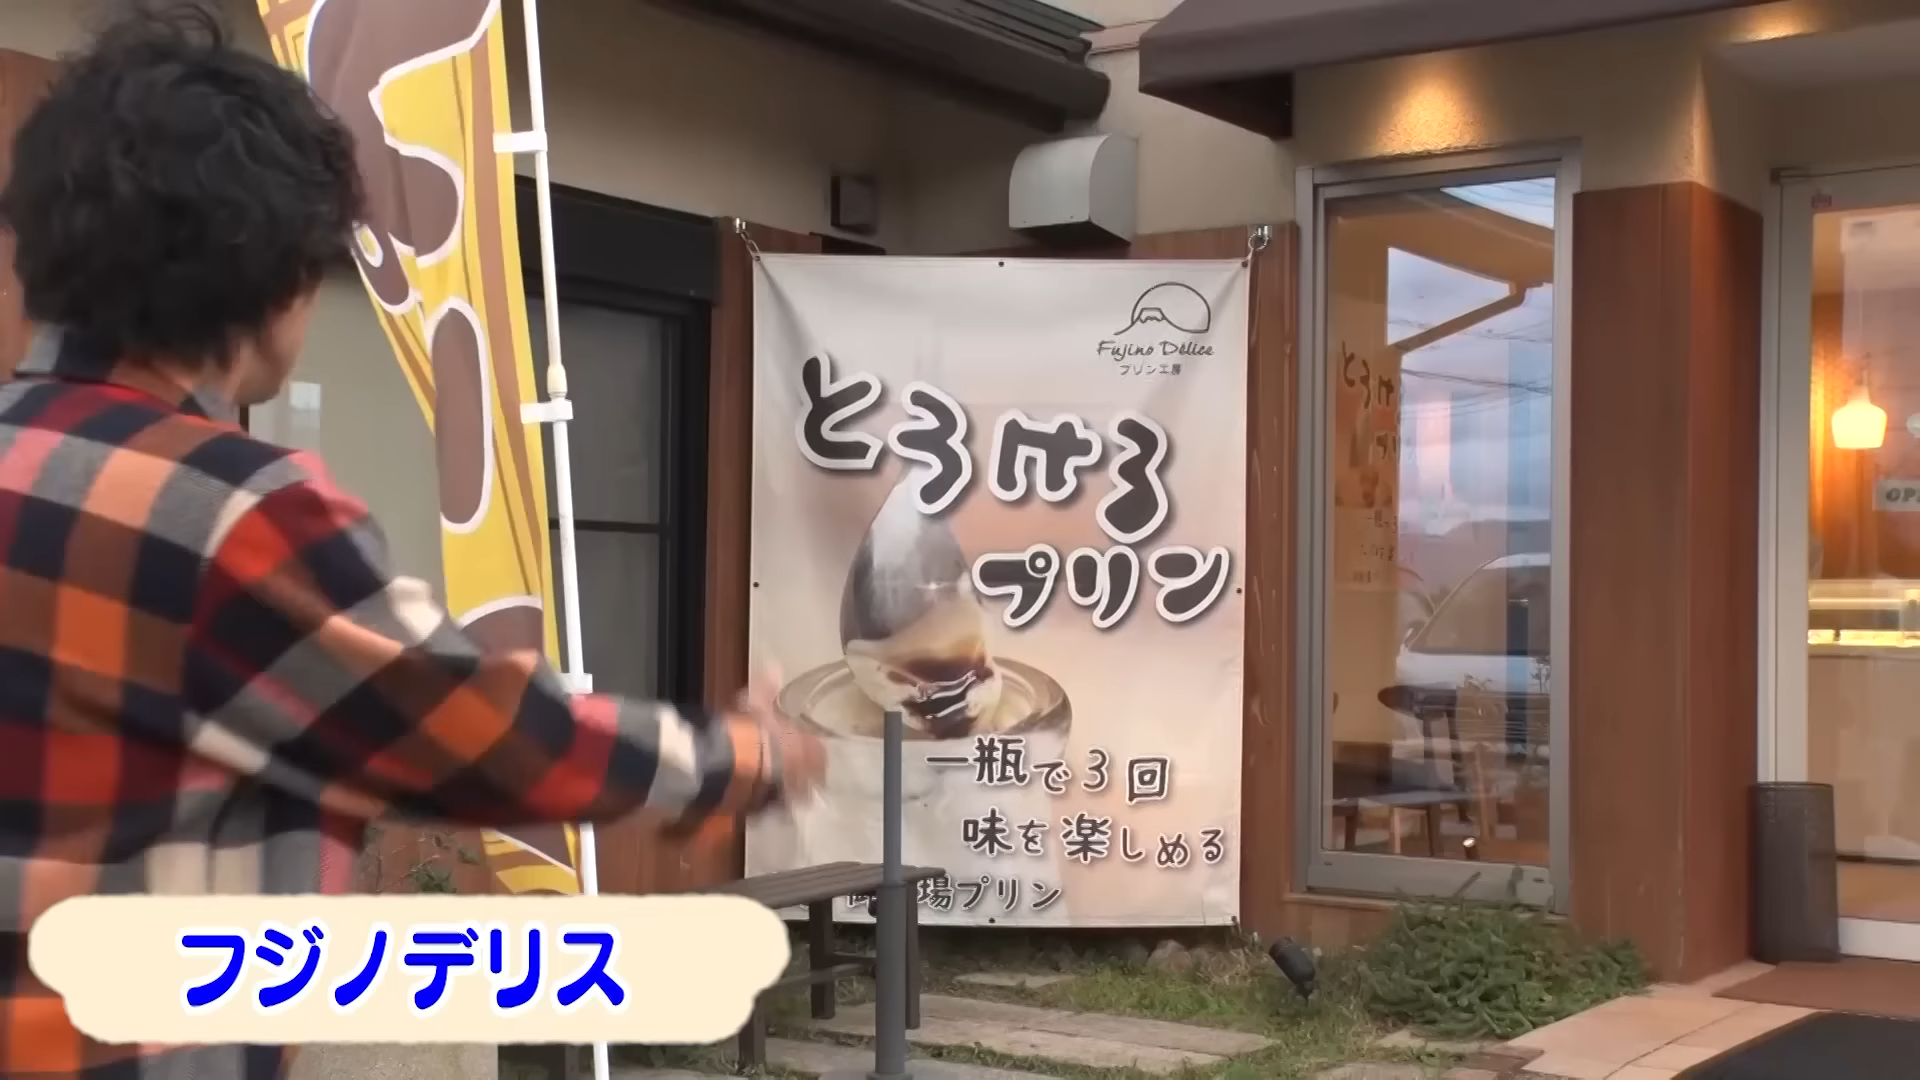 Fujino Délice
プリン工房
とろける
プリン
一瓶で3回
味を楽しめる
場プリン
フジノデリス